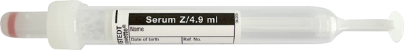 Serum Z/4.9 ml
Name
Date of birth
Ref. No.